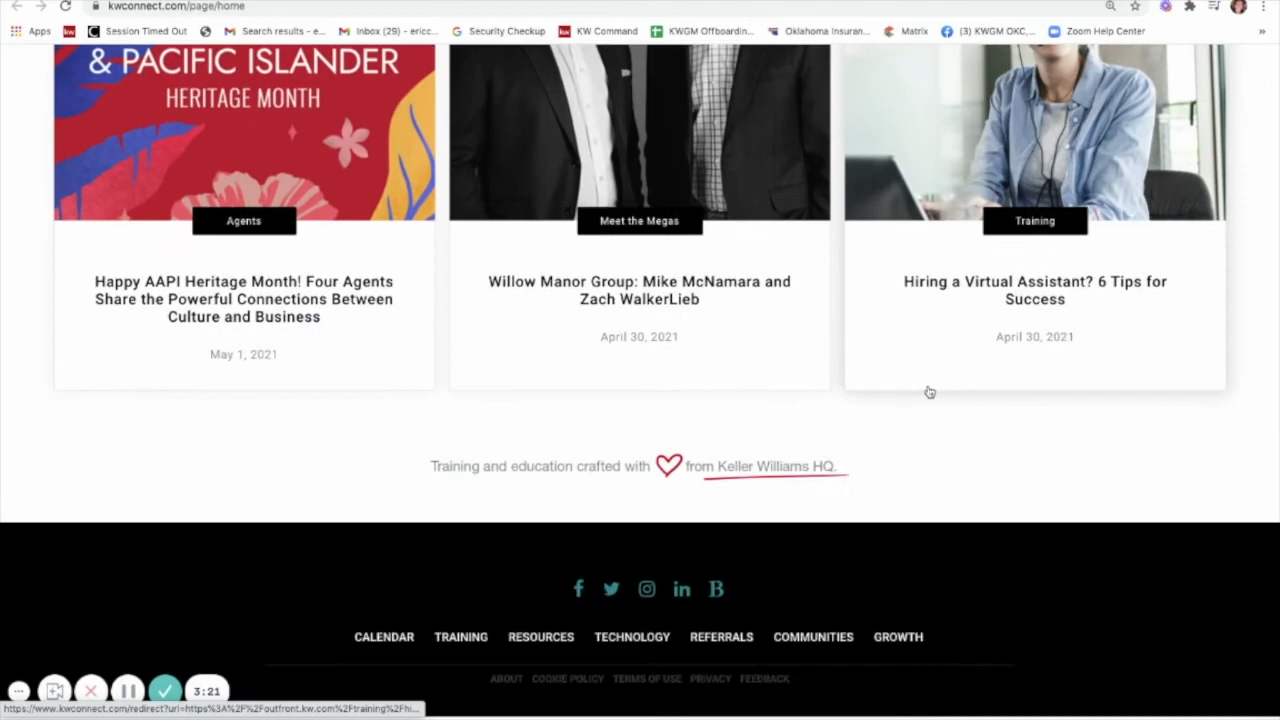 kwconnect.com/page/home
Apps kw Session Timed Out Search results - e... Inbox (29) - ericc... Security Checkup kw KW Command KWGM Offboardin... Oklahoma Insuran... Matrix (3) KWGM OKC,... Zoom Help Center »
& PACIFIC ISLANDER
HERITAGE MONTH
Agents
Meet the Megas
Training
Happy AAPI Heritage Month! Four Agents
Share the Powerful Connections Between
Culture and Business
May 1, 2021
Willow Manor Group: Mike McNamara and
Zach WalkerLieb
April 30, 2021
Hiring a Virtual Assistant? 6 Tips for
Success
April 30, 2021
Training and education crafted with from Keller Williams HQ.
CALENDAR TRAINING RESOURCES TECHNOLOGY REFERRALS COMMUNITIES GROWTH
ABOUT COOKIE POLICY TERMS OF USE PRIVACY FEEDBACK
3:21
https://www.kwconnect.com/redirect?url=https%3A%2F%2Foutfront.kw.com%2Ftraining%2Fhi...